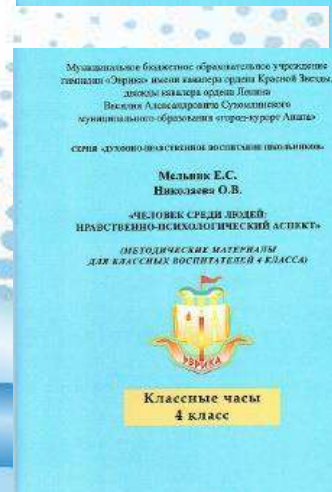 Муниципальное бюджетное образовательное учреждение
гимназия «Эврика» имени кавалера ордена Красной Звезды,
дважды кавалера ордена Ленина
Василия Александровича Сухомлинского
муниципального образования «город-курорт Анапа»
СЕРИЯ «ДУХОВНО-НРАВСТВЕННОЕ ВОСПИТАНИЕ ШКОЛЬНИКОВ»
Мельник Е.С.
Николаева О.В.
«ЧЕЛОВЕК СРЕДИ ЛЮДЕЙ:
НРАВСТВЕННО-ПСИХОЛОГИЧЕСКИЙ АСПЕКТ»
(МЕТОДИЧЕСКИЕ МАТЕРИАЛЫ
ДЛЯ КЛАССНЫХ ВОСПИТАТЕЛЕЙ 4 КЛАССА)
ЭВРИКА
Классные часы
4 класс